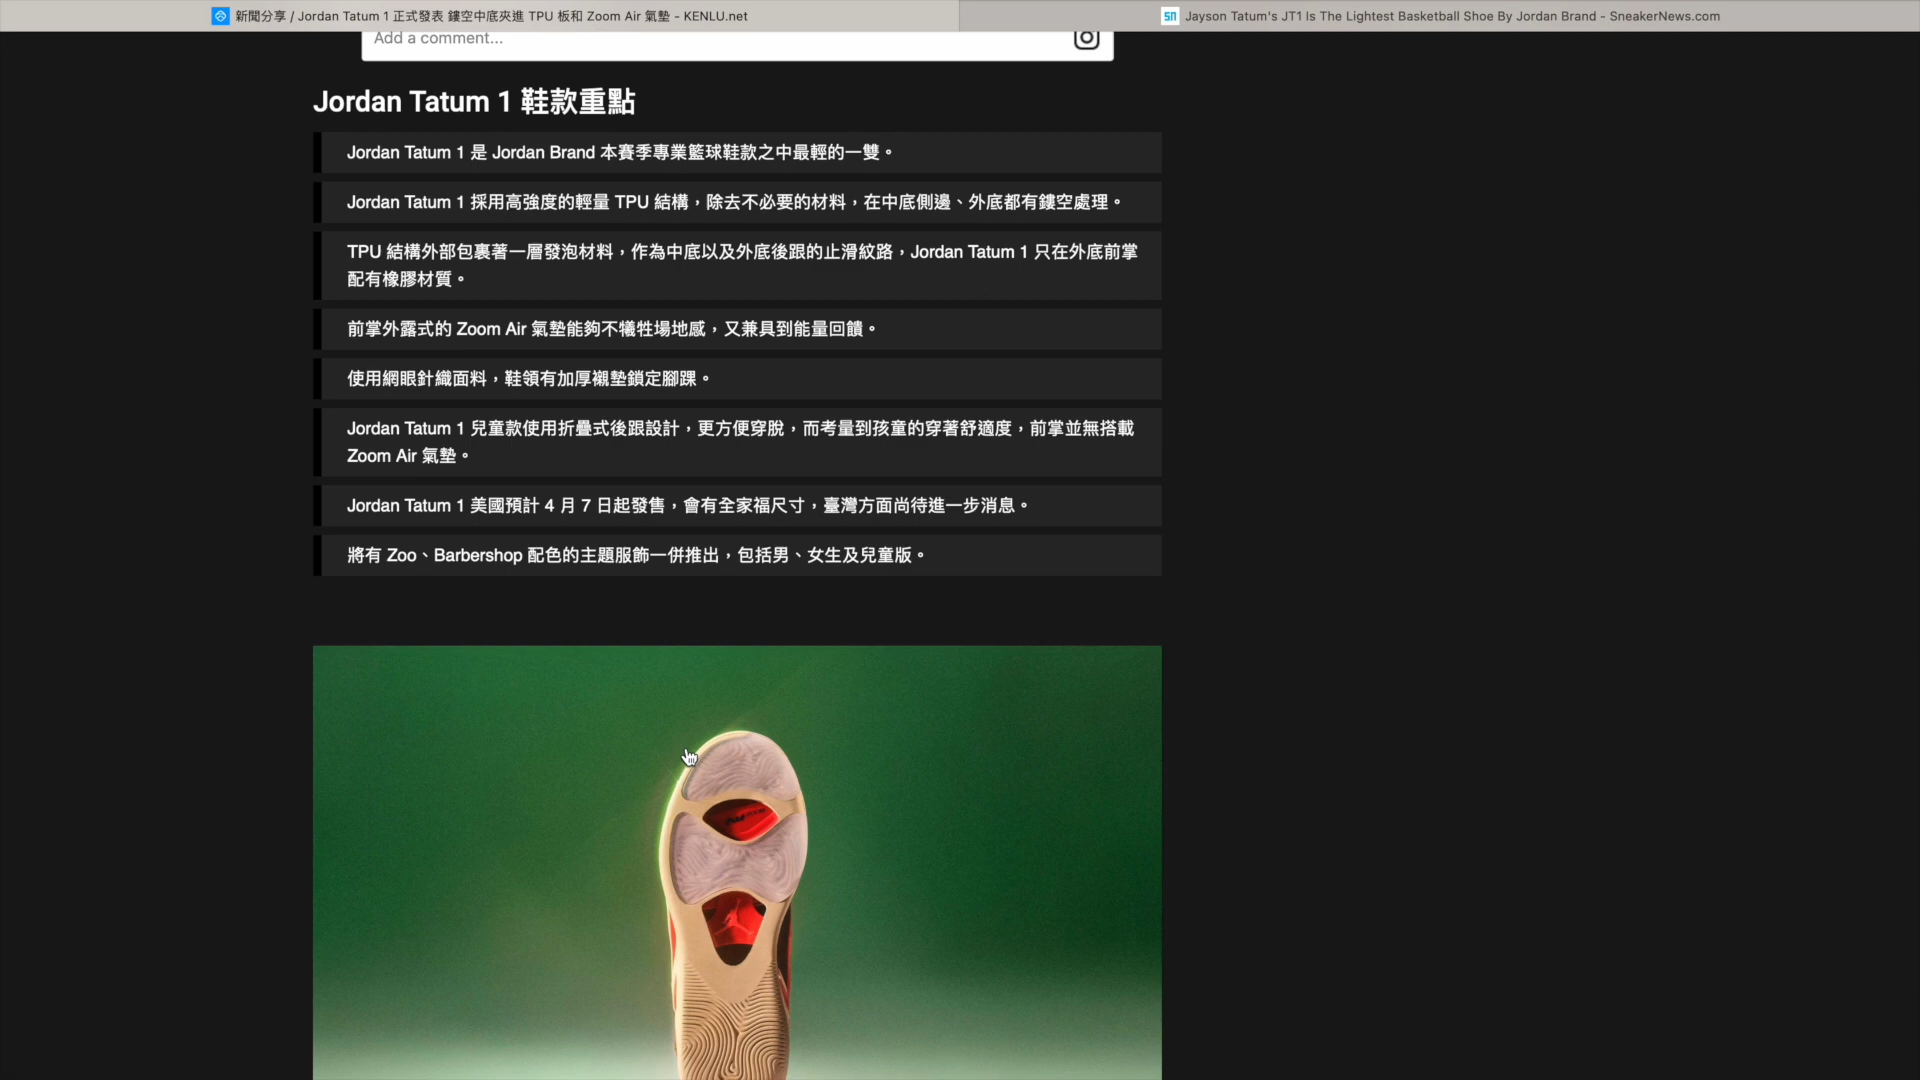 新聞分享 / Jordan Tatum 1 正式發表 鏤空中底夾進 TPU 板和 Zoom Air 氣墊 - KENLU.net
Jayson Tatum's JT1 Is The Lightest Basketball Shoe By Jordan Brand - SneakerNews.com
Add a comment...
Jordan Tatum 1 鞋款重點
Jordan Tatum 1 是 Jordan Brand 本賽季專業籃球鞋款之中最輕的一雙。
Jordan Tatum 1 採用高強度的輕量 TPU 結構，除去不必要的材料，在中底側邊、外底都有鏤空處理。
TPU 結構外部包裹著一層發泡材料，作為中底以及外底後跟的止滑紋路，Jordan Tatum 1 只在外底前掌
配有橡膠材質。
前掌外露式的 Zoom Air 氣墊能夠不犧牲場地感，又兼具到能量回饋。
使用網眼針織面料，鞋領有加厚襯墊鎖定腳踝。
Jordan Tatum 1 兒童款使用折疊式後跟設計，更方便穿脫，而考量到孩童的穿著舒適度，前掌並無搭載
Zoom Air 氣墊。
Jordan Tatum 1 美國預計 4 月 7 日起發售，會有全家福尺寸，臺灣方面尚待進一步消息。
將有 Zoo、Barbershop 配色的主題服飾一併推出，包括男、女生及兒童版。